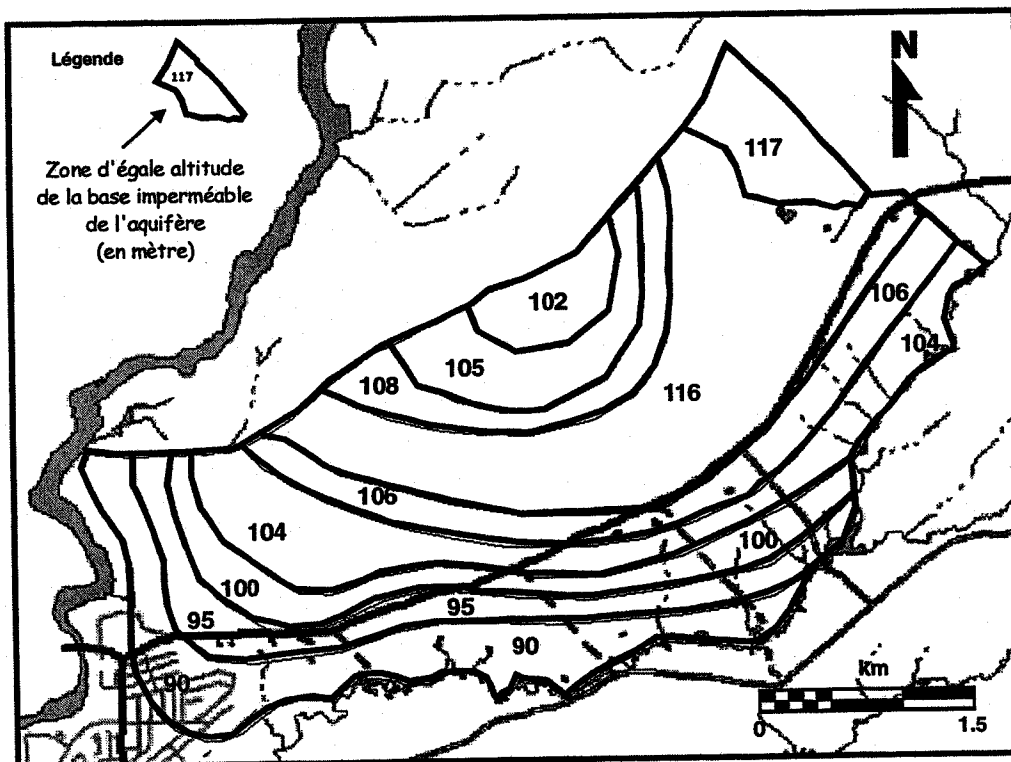 Légende
117
Zone d'égale altitude
de la base imperméable
de l'aquifère
(en mètre)
N
117
102
106
105
104
108
116
106
104
100
100
95
95
90
90
km
0
1.5